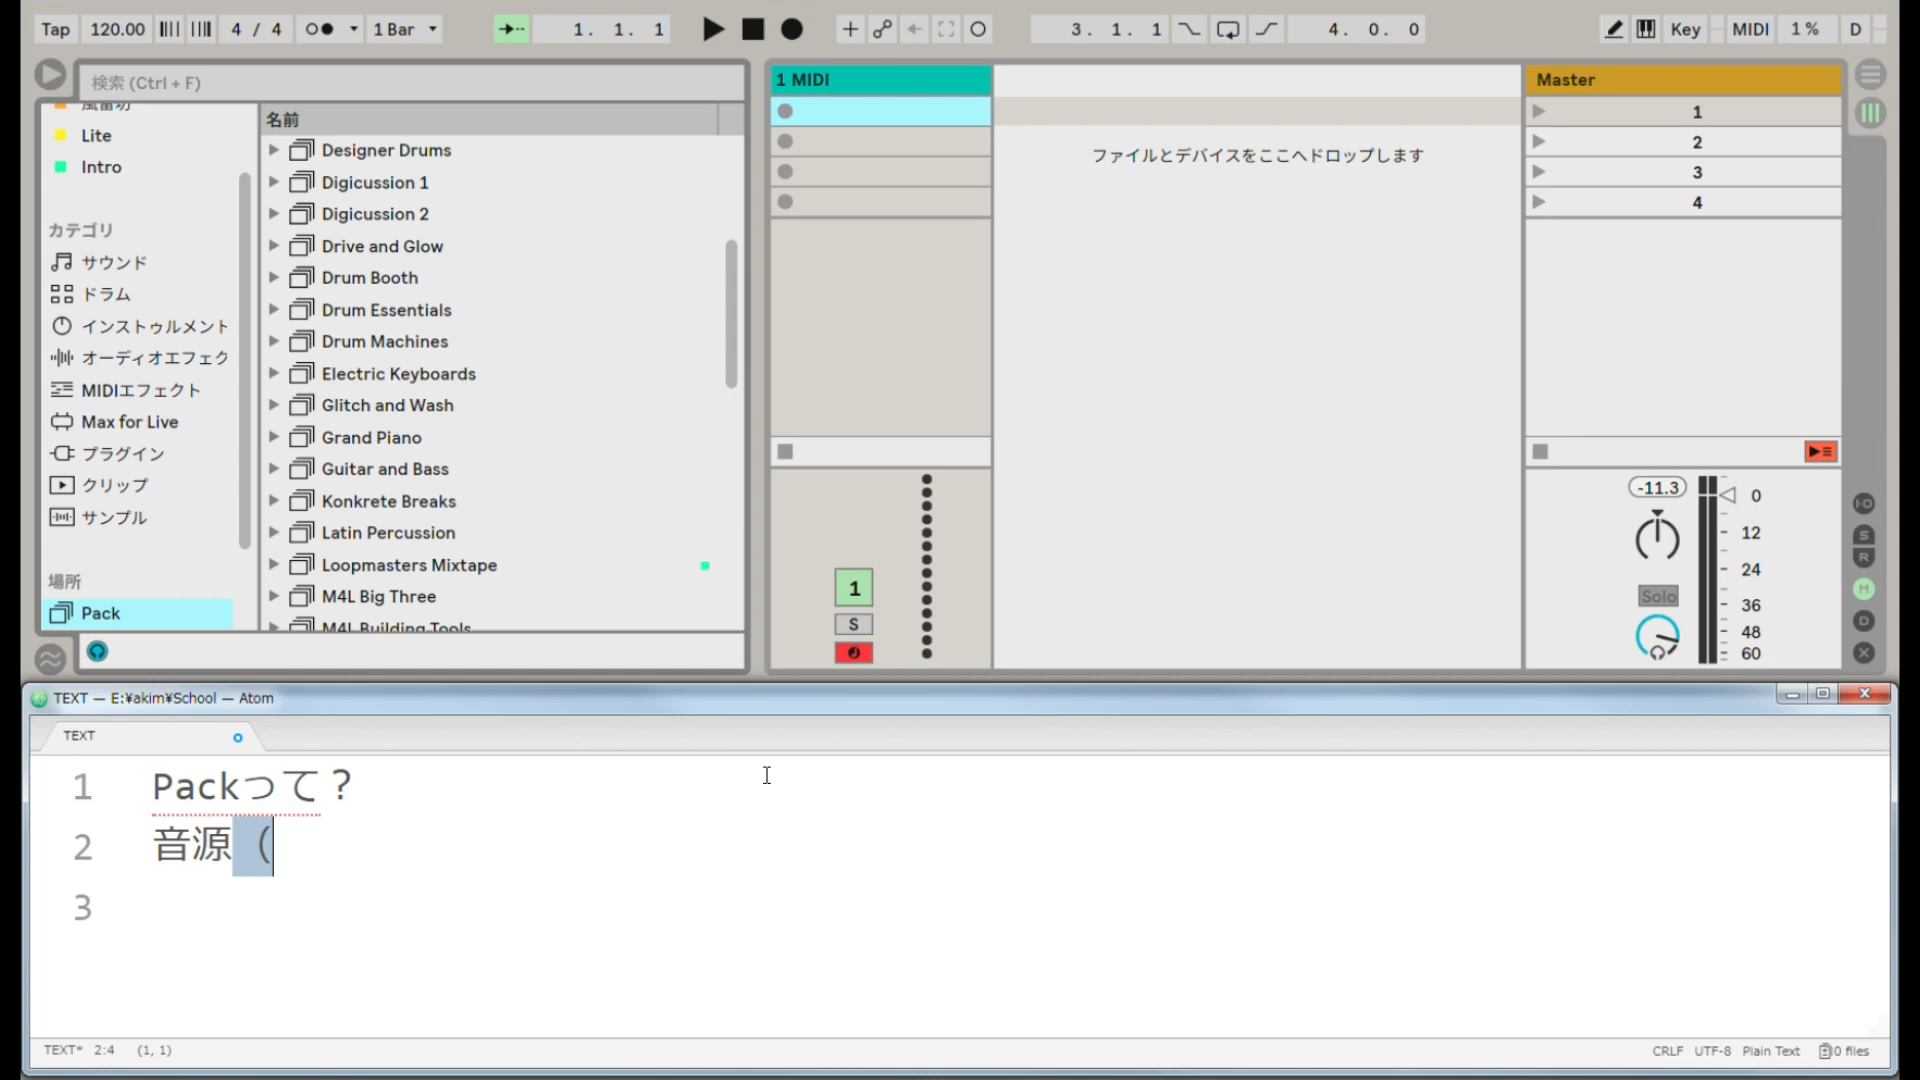 Tap 120.00 4 / 4 1 Bar 1. 1. 1 3. 1. 1 4. 0. 0 Key MIDI 1 % D
検索 (Ctrl + F)
Lite
Intro
カテゴリ
サウンド
ドラム
インストゥルメント
オーディオエフェク
MIDIエフェクト
Max for Live
プラグイン
クリップ
サンプル
場所
Pack
名前
Designer Drums
Digicussion 1
Digicussion 2
Drive and Glow
Drum Booth
Drum Essentials
Drum Machines
Electric Keyboards
Glitch and Wash
Grand Piano
Guitar and Bass
Konkrete Breaks
Latin Percussion
Loopmasters Mixtape
M4L Big Three
M4L Building Tools
1 MIDI
ファイルとデバイスをここへドロップします
1
S
Master
1
2
3
4
-11.3
Solo
0
12
24
36
48
60
I·O
S
R
M
D
X
TEXT — E:¥akim¥School — Atom
TEXT
1 Packって？
2 音源（
3
TEXT* 2:4 (1, 1) CRLF UTF-8 Plain Text 0 files